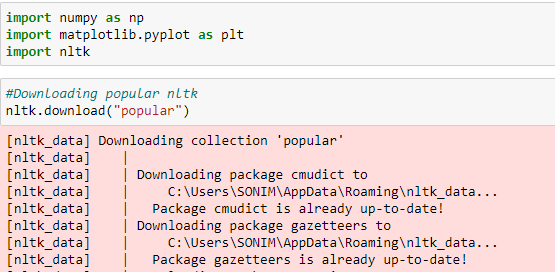 import numpy as np
import matplotlib.pyplot as plt
import nltk
#Downloading popular nltk
nltk.download("popular")
[nltk_data] Downloading collection 'popular'
[nltk_data]    |
[nltk_data]    | Downloading package cmudict to
[nltk_data]    |     C:\Users\SONIM\AppData\Roaming\nltk_data...
[nltk_data]    |   Package cmudict is already up-to-date!
[nltk_data]    | Downloading package gazetteers to
[nltk_data]    |     C:\Users\SONIM\AppData\Roaming\nltk_data...
[nltk_data]    |   Package gazetteers is already up-to-date!